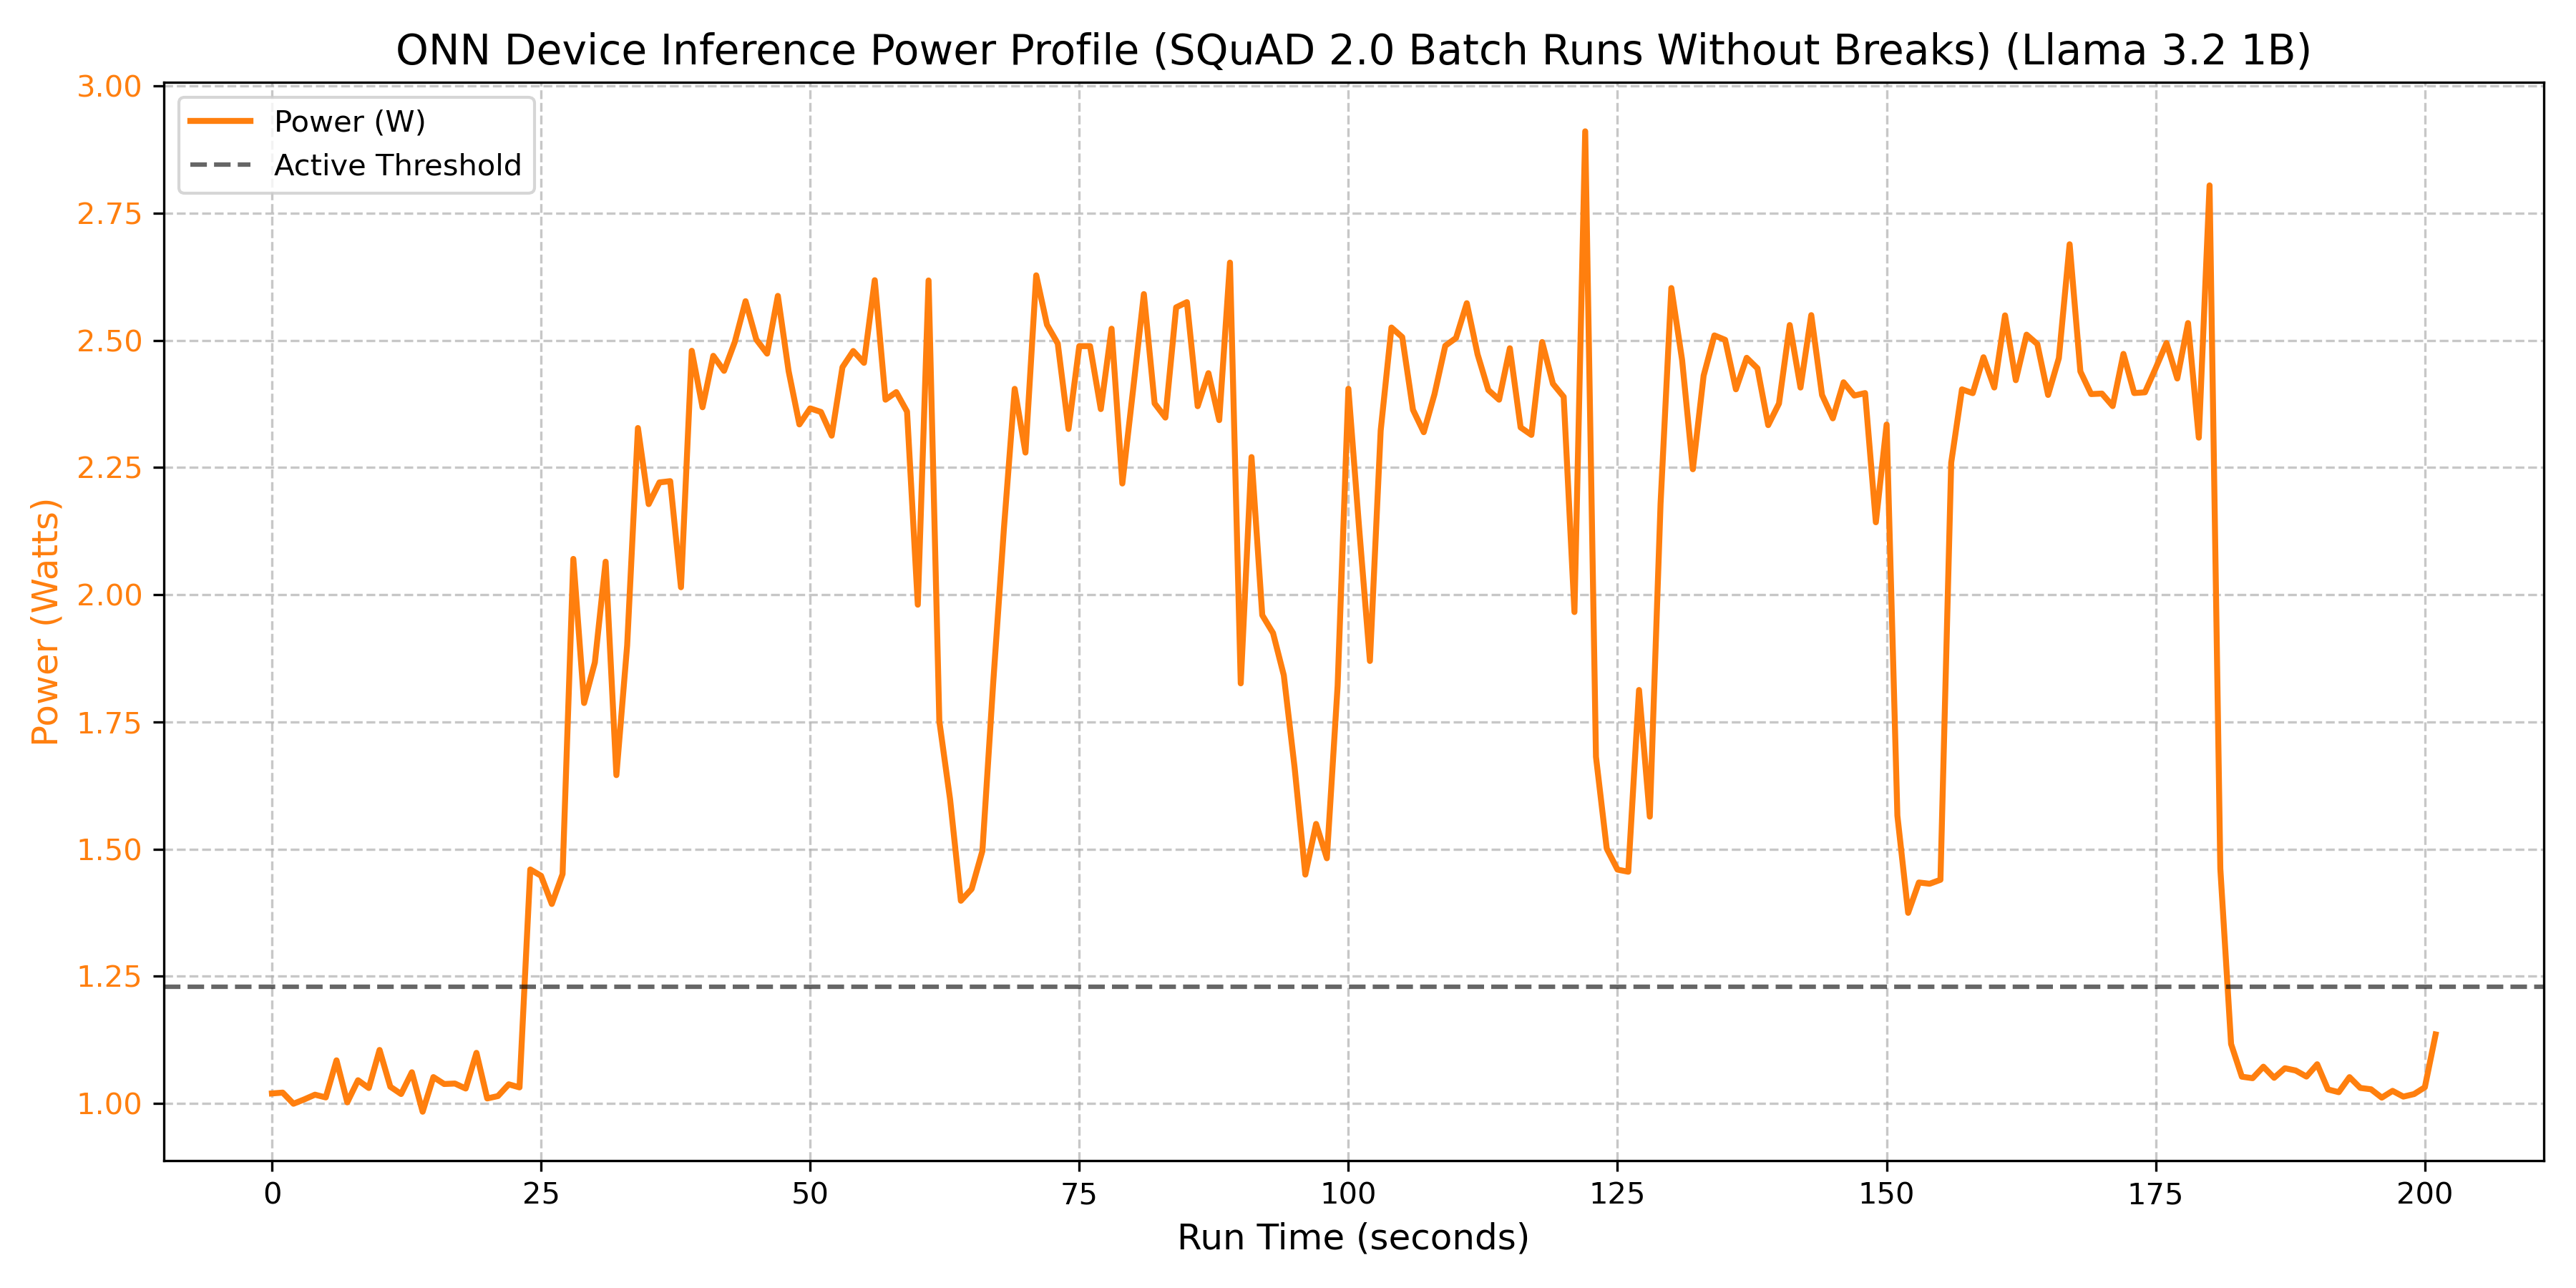 ONN Device Inference Power Profile (SQuAD 2.0 Batch Runs Without Breaks) (Llama 3.2 1B)
Power (W)
Active Threshold
Power (Watts)
3.00
2.75
2.50
2.25
2.00
1.75
1.50
1.25
1.00
0 25 50 75 100 125 150 175 200
Run Time (seconds)